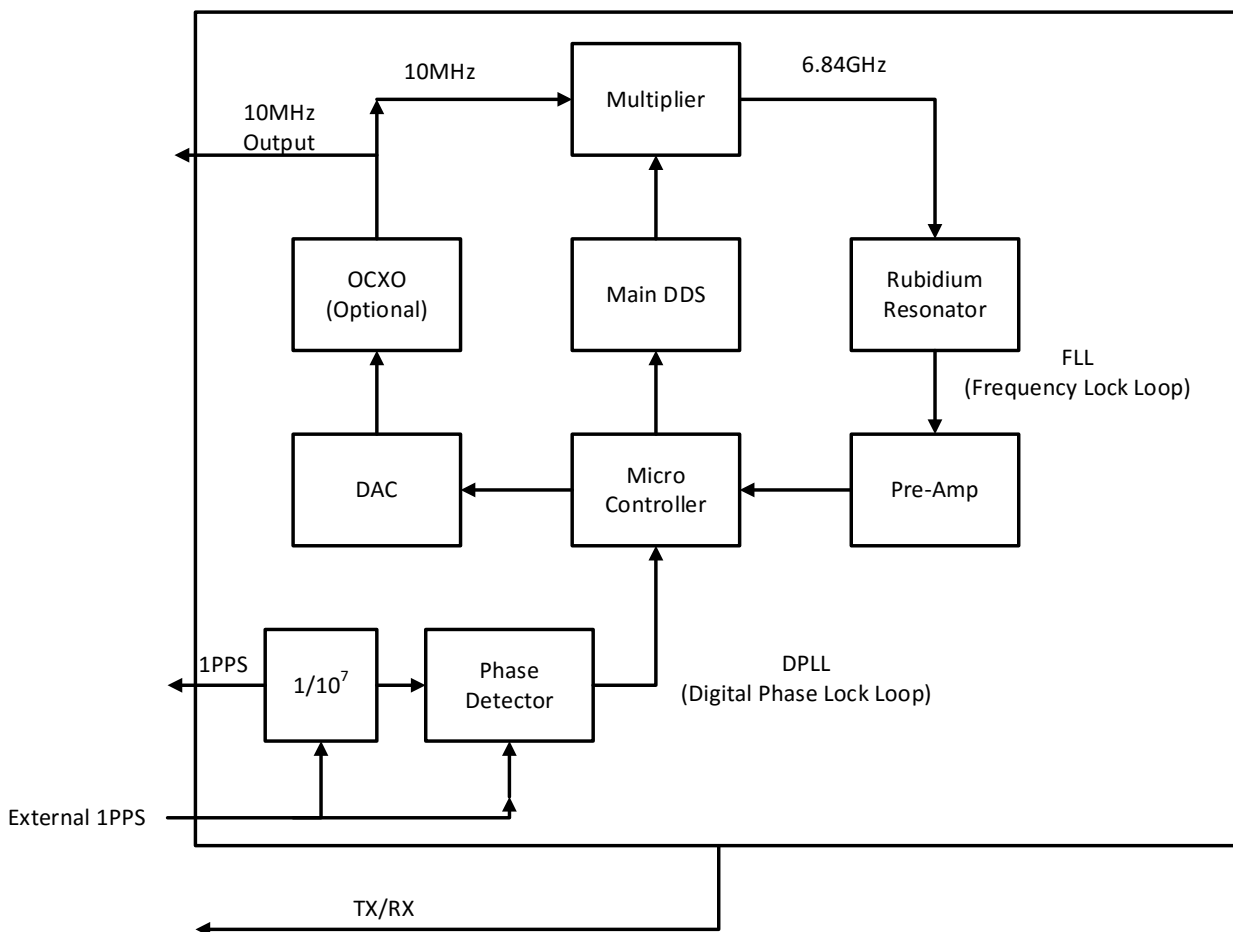 10MHz
6.84GHz
Multiplier
10MHz
Output
OCXO
(Optional)
Main DDS
Rubidium
Resonator
FLL
(Frequency Lock Loop)
DAC
Micro
Controller
Pre-Amp
1PPS
1/10⁷
Phase
Detector
DPLL
(Digital Phase Lock Loop)
External 1PPS
TX/RX